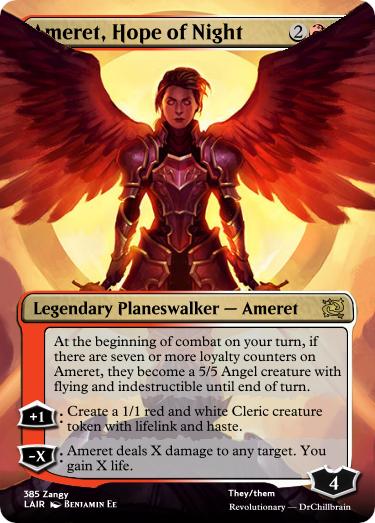 Ameret, Hope of Night 2
Legendary Planeswalker — Ameret
At the beginning of combat on your turn, if
there are seven or more loyalty counters on
Ameret, they become a 5/5 Angel creature with
flying and indestructible until end of turn.
+1 : Create a 1/1 red and white Cleric creature
token with lifelink and haste.
-X : Ameret deals X damage to any target. You
gain X life.
4
385 Zangy They/them
LAIR Benjamin Ee Revolutionary — DrChillbrain